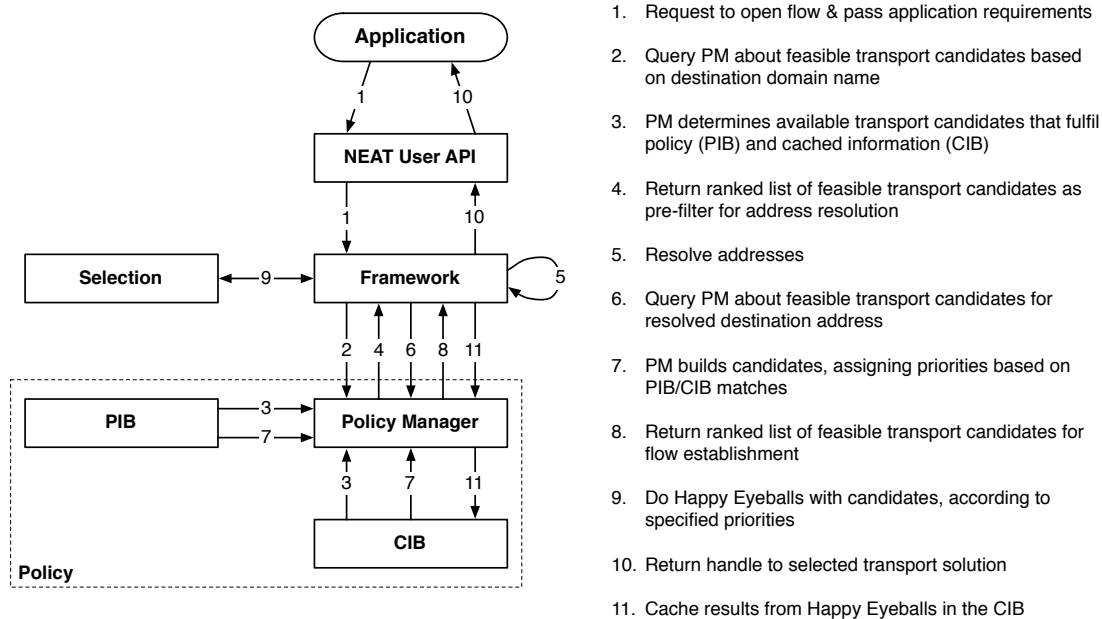 Application
1
10
NEAT User API
1
10
Selection
9
Framework
5
2
4
6
8
11
PIB
3
7
Policy Manager
3
7
11
CIB
Policy
1. Request to open flow & pass application requirements
2. Query PM about feasible transport candidates based
on destination domain name
3. PM determines available transport candidates that fulfil
policy (PIB) and cached information (CIB)
4. Return ranked list of feasible transport candidates as
pre-filter for address resolution
5. Resolve addresses
6. Query PM about feasible transport candidates for
resolved destination address
7. PM builds candidates, assigning priorities based on
PIB/CIB matches
8. Return ranked list of feasible transport candidates for
flow establishment
9. Do Happy Eyeballs with candidates, according to
specified priorities
10. Return handle to selected transport solution
11. Cache results from Happy Eyeballs in the CIB